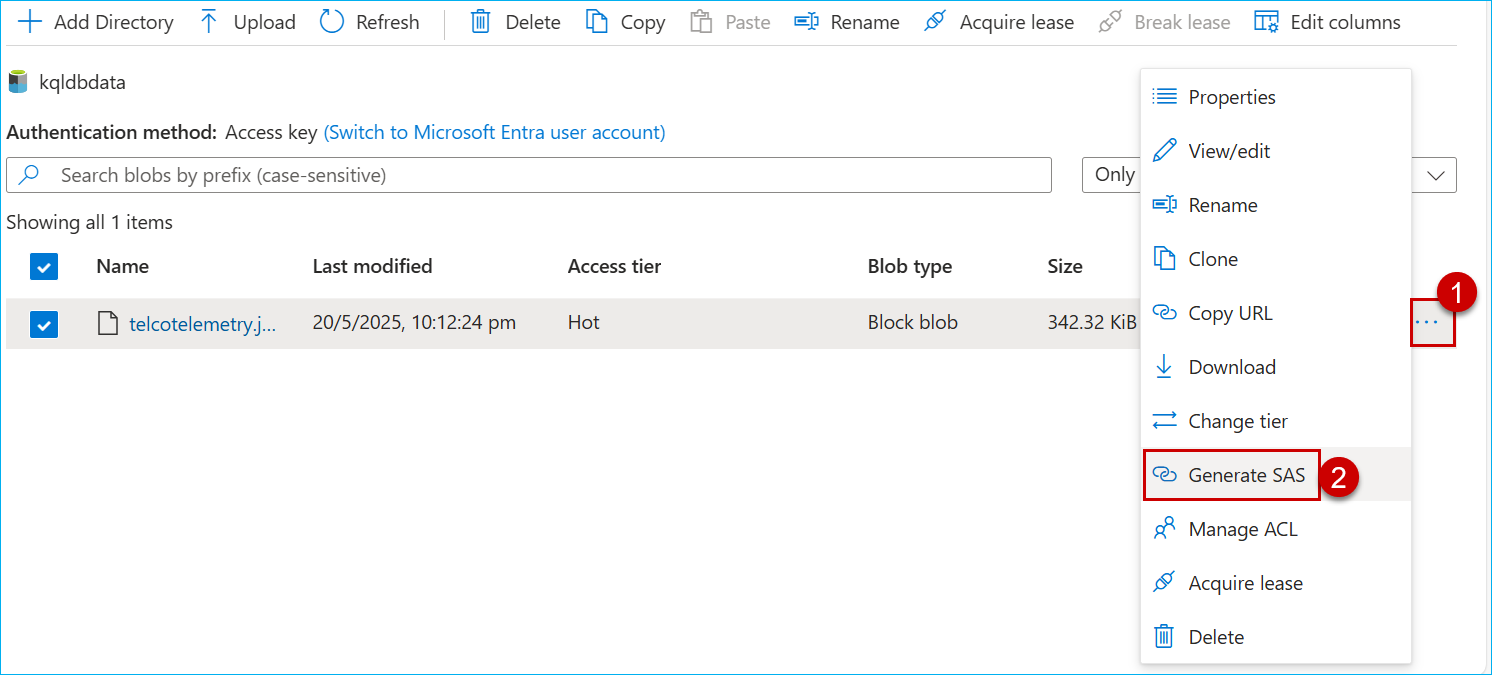 Add Directory Upload Refresh Delete Copy Paste Rename Acquire lease Break lease Edit columns
kqldbdata
Authentication method: Access key (Switch to Microsoft Entra user account)
Search blobs by prefix (case-sensitive)
Only
Showing all 1 items
Name Last modified Access tier Blob type Size
telcotelemetry.j... 20/5/2025, 10:12:24 pm Hot Block blob 342.32 KiB ...
1
Properties
View/edit
Rename
Clone
Copy URL
Download
Change tier
Generate SAS 2
Manage ACL
Acquire lease
Delete